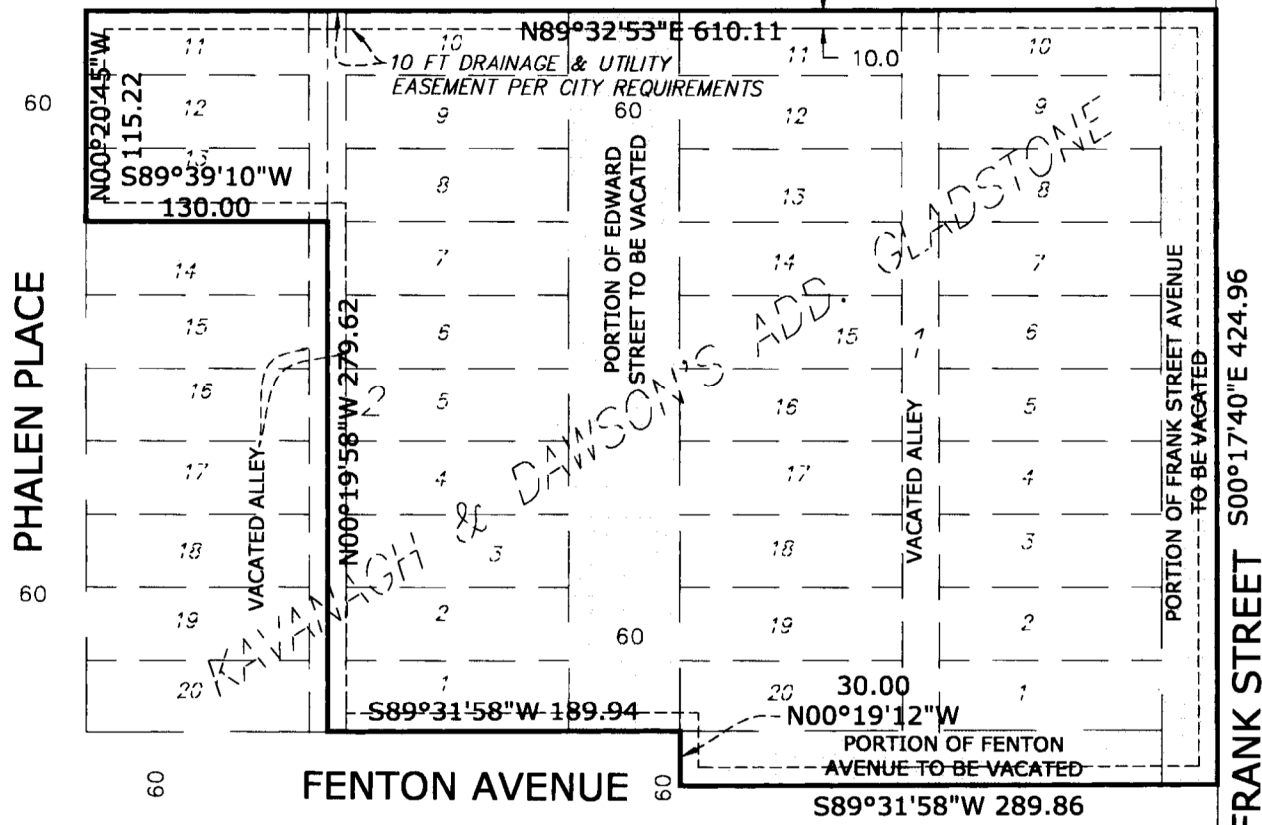 N89°32'53"E 610.11
10.0
10 FT DRAINAGE & UTILITY
EASEMENT PER CITY REQUIREMENTS
60
N00°20'45"W
115.22
S89°39'10"W
130.00
11
12
13
14
15
16
17
18
19
20
PHALEN PLACE
60
VACATED ALLEY
N00°19'58"W 279.62
2
10
9
8
7
6
5
4
3
2
1
60
PORTION OF EDWARD
STREET TO BE VACATED
60
11
12
13
14
15
16
17
18
19
20
1
VACATED ALLEY
10
9
8
7
6
5
4
3
2
1
KAVANAGH & DAWSON'S ADD. GLADSTONE
PORTION OF FRANK STREET AVENUE
TO BE VACATED
S00°17'40"E 424.96
FRANK STREET
S89°31'58"W 189.94
30.00
N00°19'12"W
PORTION OF FENTON
AVENUE TO BE VACATED
S89°31'58"W 289.86
60
FENTON AVENUE
60